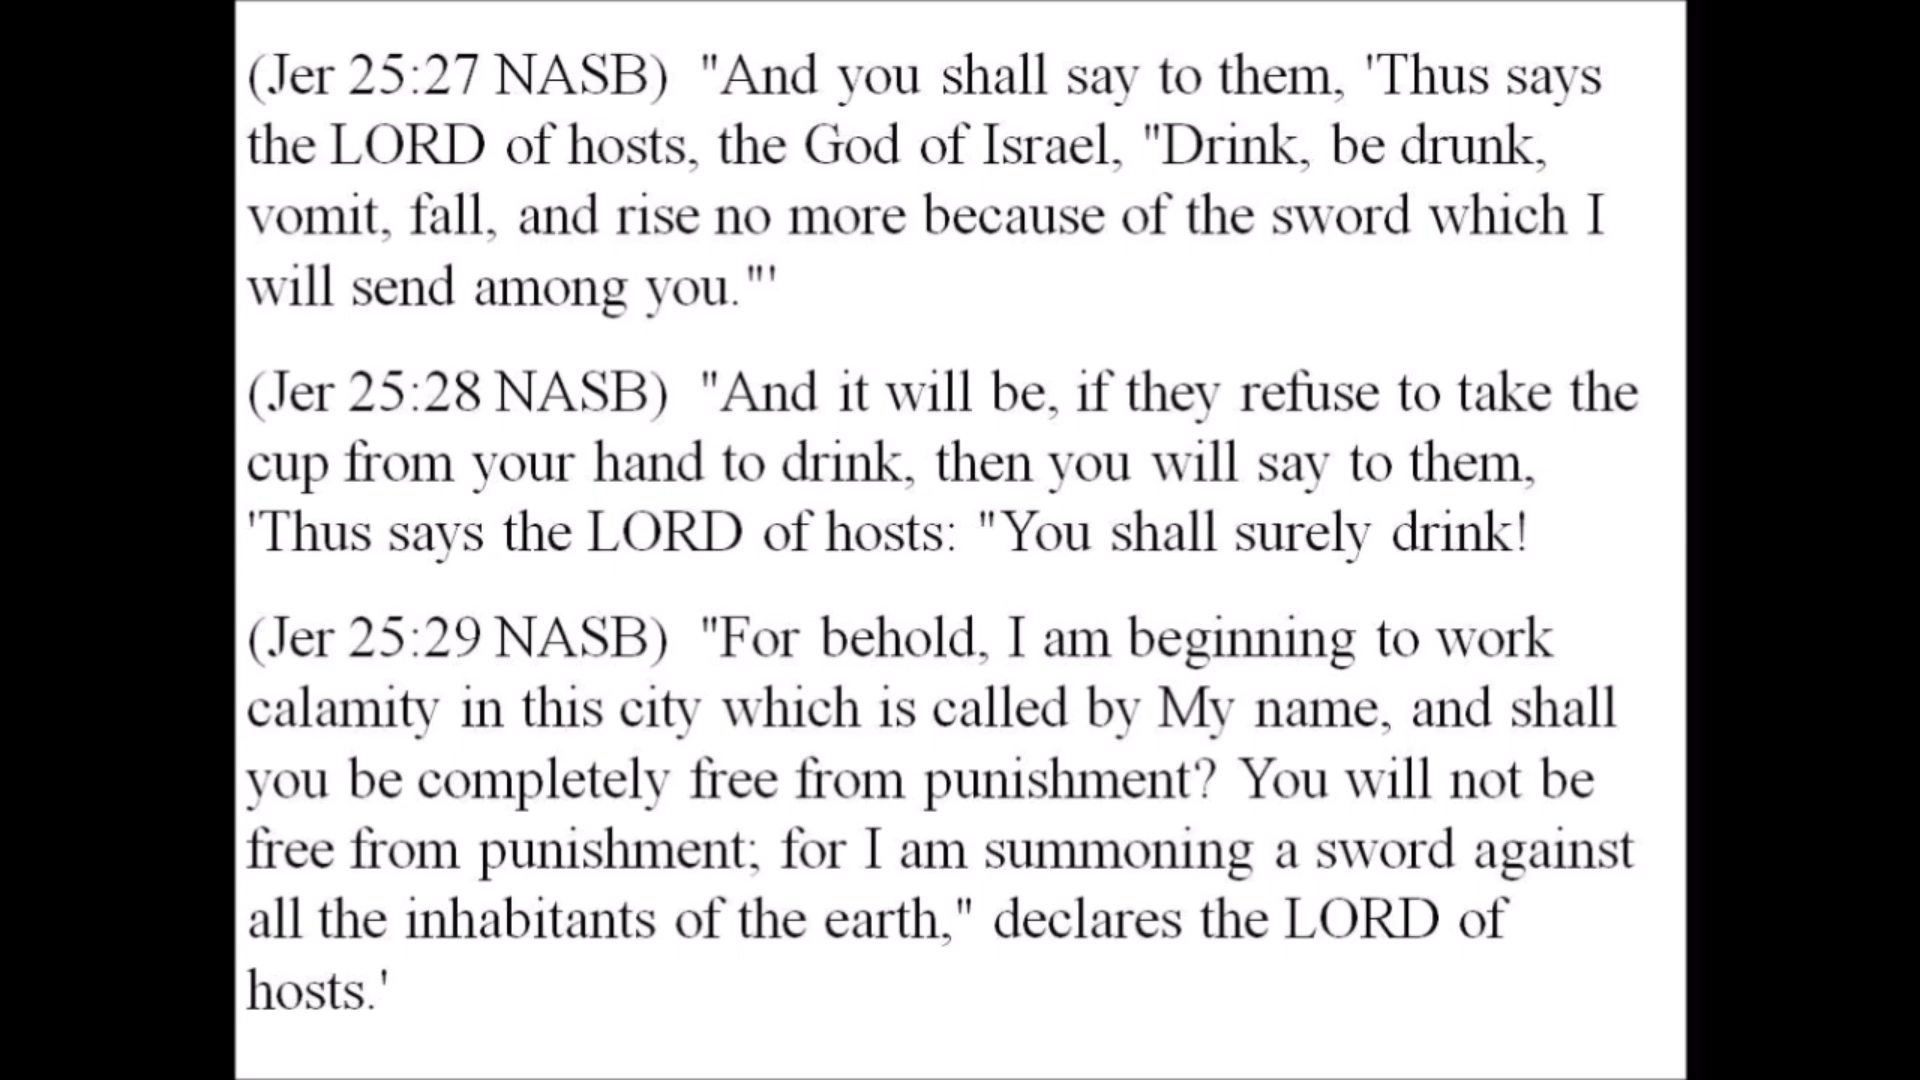 (Jer 25:27 NASB)  "And you shall say to them, 'Thus says
the LORD of hosts, the God of Israel, "Drink, be drunk,
vomit, fall, and rise no more because of the sword which I
will send among you."'
(Jer 25:28 NASB)  "And it will be, if they refuse to take the
cup from your hand to drink, then you will say to them,
'Thus says the LORD of hosts: "You shall surely drink!
(Jer 25:29 NASB)  "For behold, I am beginning to work
calamity in this city which is called by My name, and shall
you be completely free from punishment? You will not be
free from punishment; for I am summoning a sword against
all the inhabitants of the earth," declares the LORD of
hosts.'